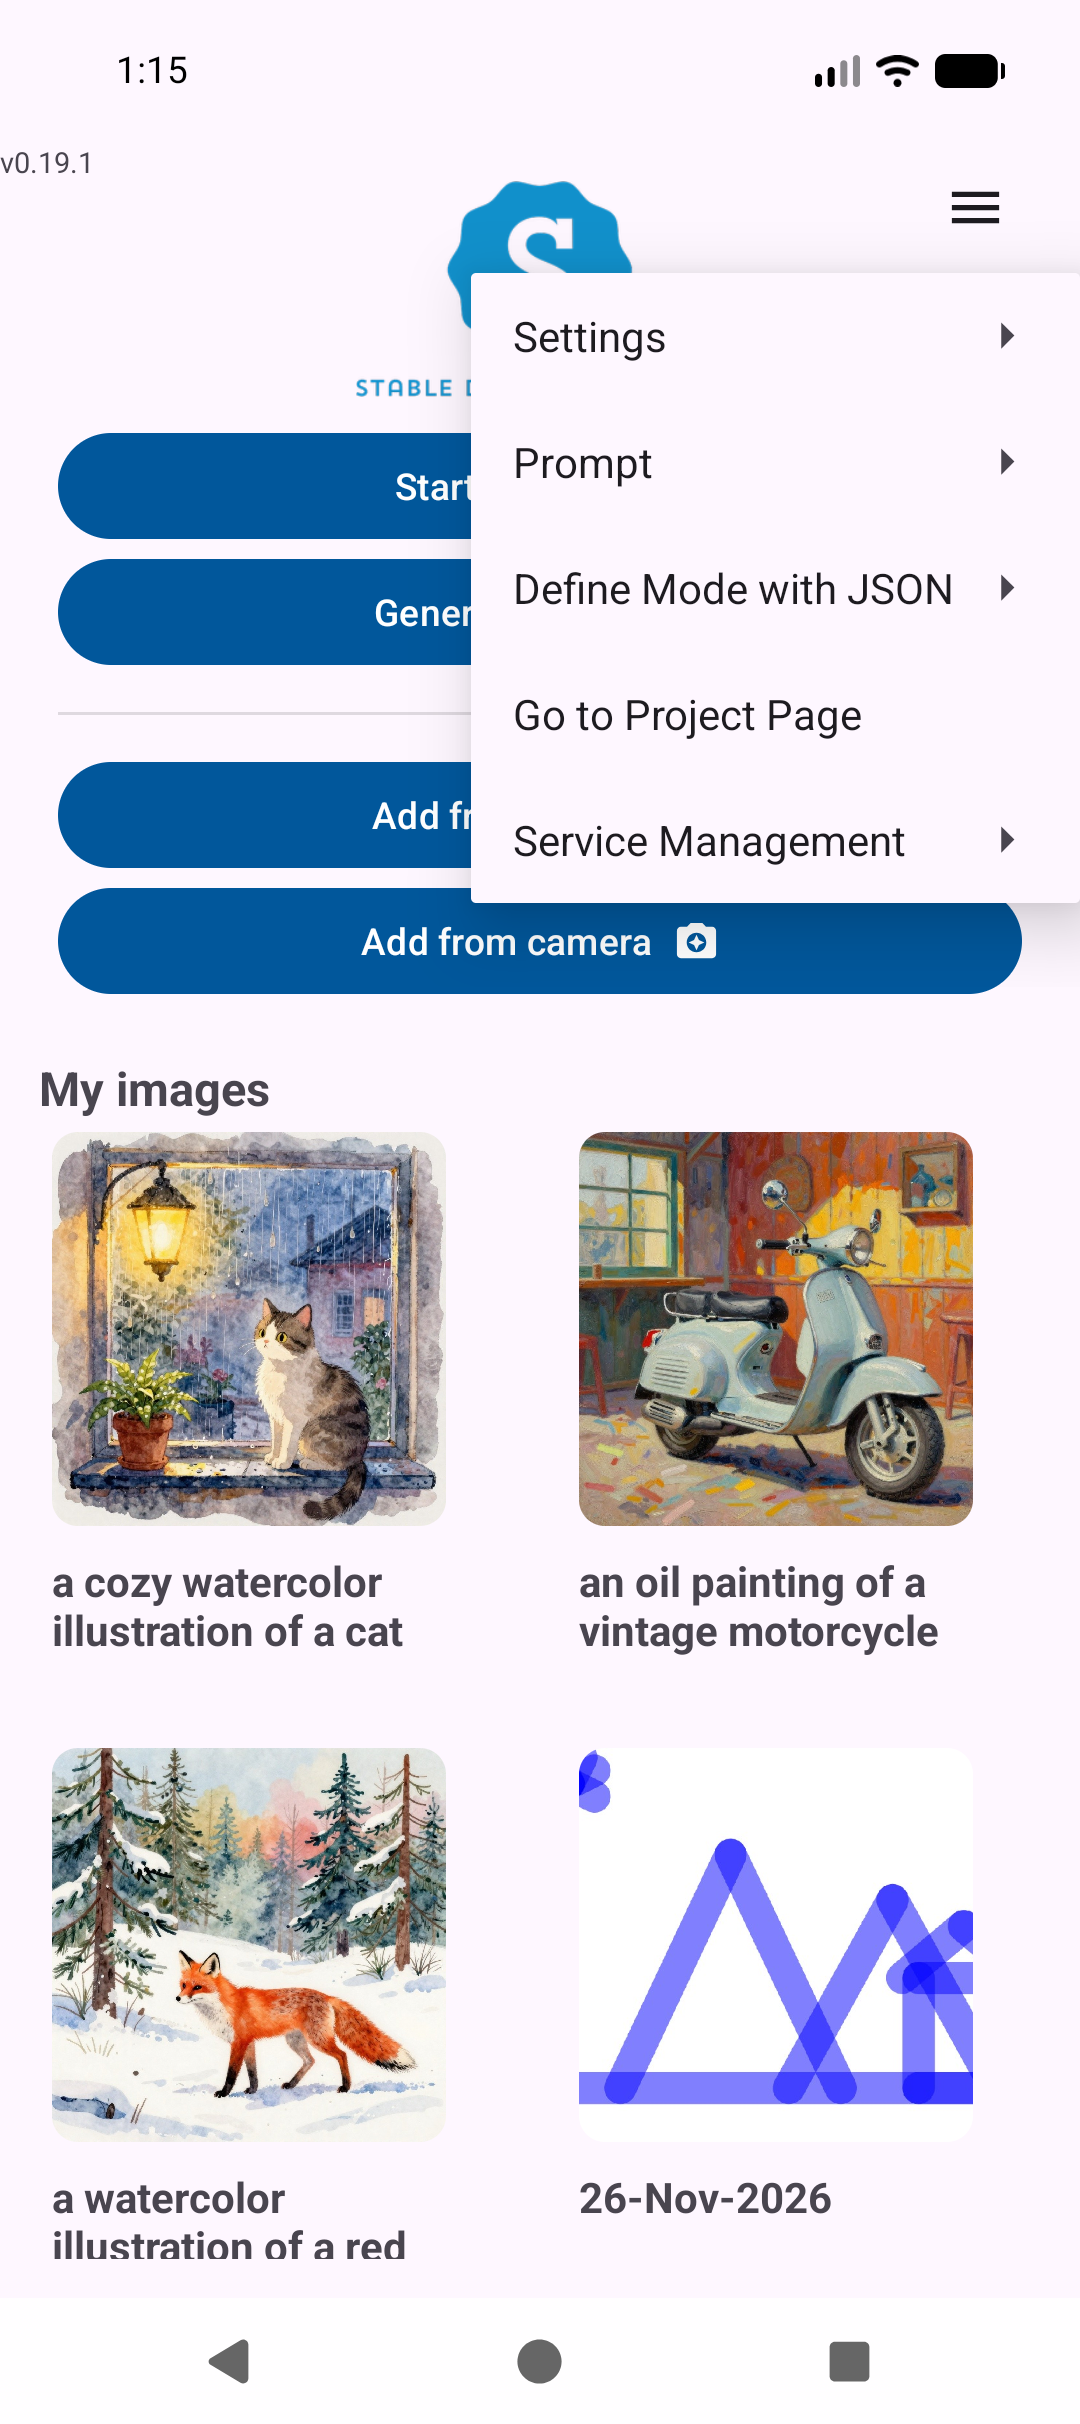 1:15
v0.19.1
S
STABLE
Settings
Prompt
Define Mode with JSON
Go to Project Page
Service Management
Start
Gener
Add fr
Add from camera
My images
a cozy watercolor
illustration of a cat
an oil painting of a
vintage motorcycle
a watercolor
illustration of a red
26-Nov-2026